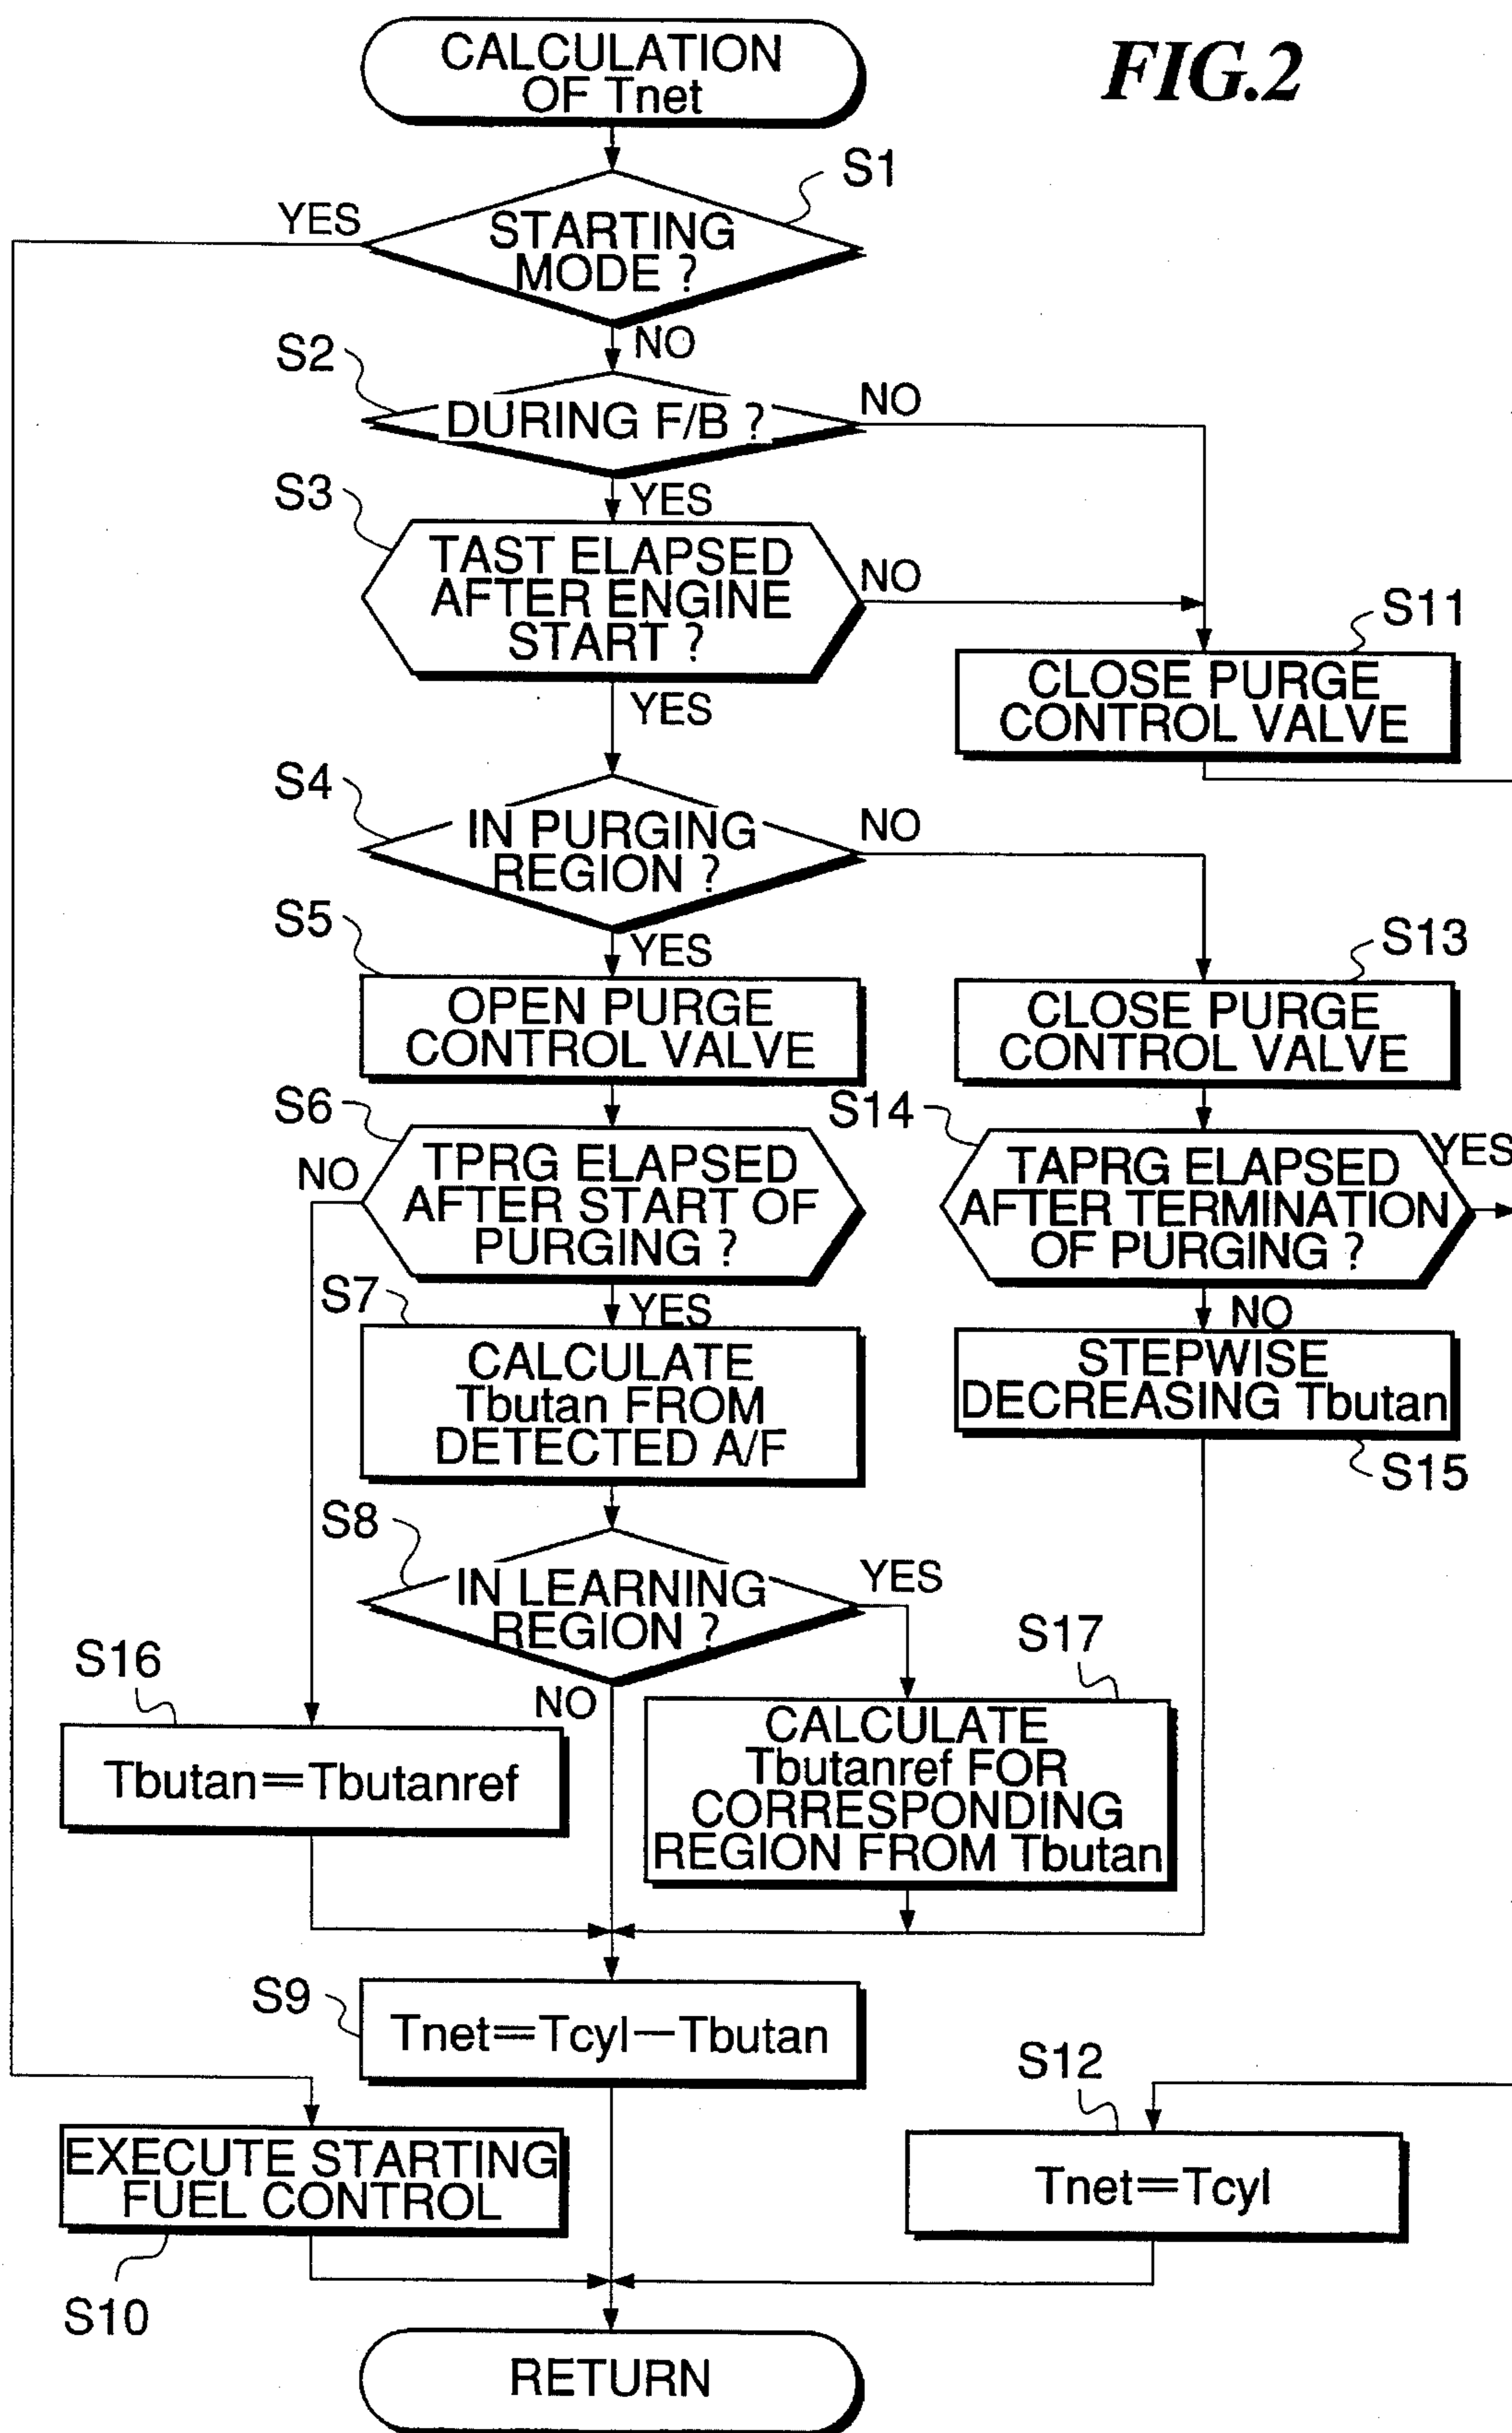 FIG.2
CALCULATION
OF Tnet
S1
YES
STARTING
MODE ?
NO
S2
DURING F/B ?
NO
YES
S3
TAST ELAPSED
AFTER ENGINE
START ?
NO
YES
S11
CLOSE PURGE
CONTROL VALVE
S4
IN PURGING
REGION ?
NO
YES
S5
OPEN PURGE
CONTROL VALVE
S13
CLOSE PURGE
CONTROL VALVE
S6
NO
TPRG ELAPSED
AFTER START OF
PURGING ?
YES
S14
TAPRG ELAPSED
AFTER TERMINATION
OF PURGING ?
YES
NO
S7
CALCULATE
Tbutan FROM
DETECTED A/F
STEPWISE
DECREASING Tbutan
S15
S8
IN LEARNING
REGION ?
YES
NO
S16
Tbutan=Tbutanref
S17
CALCULATE
Tbutanref FOR
CORRESPONDING
REGION FROM Tbutan
S9
Tnet=Tcyl-Tbutan
S12
Tnet=Tcyl
EXECUTE STARTING
FUEL CONTROL
S10
RETURN